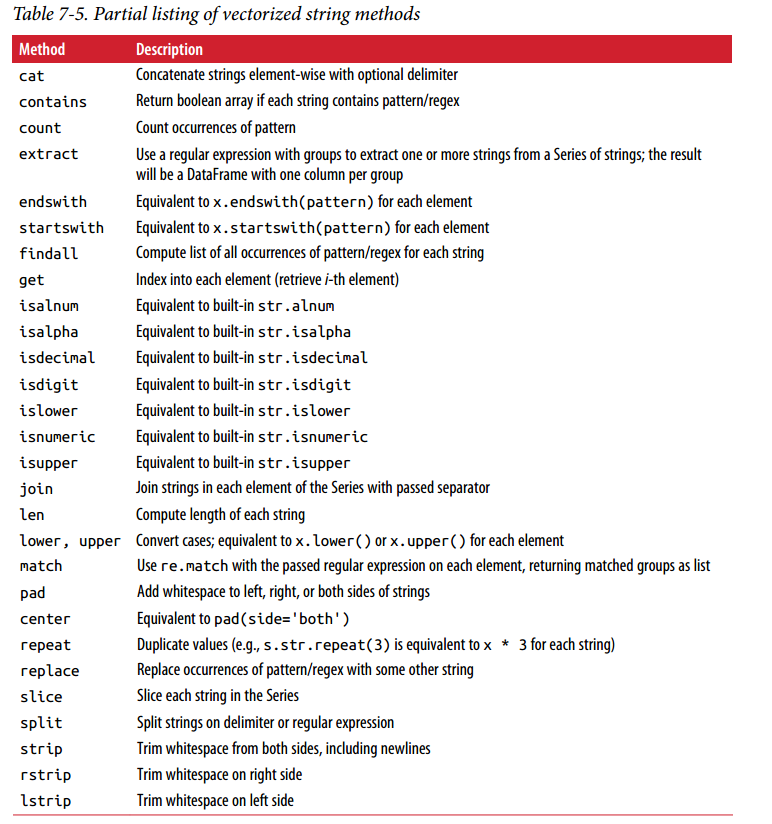 Table 7-5. Partial listing of vectorized string methods
Method Description
cat Concatenate strings element-wise with optional delimiter
contains Return boolean array if each string contains pattern/regex
count Count occurrences of pattern
extract Use a regular expression with groups to extract one or more strings from a Series of strings; the result
will be a DataFrame with one column per group
endswith Equivalent to x.endswith(pattern) for each element
startswith Equivalent to x.startswith(pattern) for each element
findall Compute list of all occurrences of pattern/regex for each string
get Index into each element (retrieve i-th element)
isalnum Equivalent to built-in str.alnum
isalpha Equivalent to built-in str.isalpha
isdecimal Equivalent to built-in str.isdecimal
isdigit Equivalent to built-in str.isdigit
islower Equivalent to built-in str.islower
isnumeric Equivalent to built-in str.isnumeric
isupper Equivalent to built-in str.isupper
join Join strings in each element of the Series with passed separator
len Compute length of each string
lower, upper Convert cases; equivalent to x.lower() or x.upper() for each element
match Use re.match with the passed regular expression on each element, returning matched groups as list
pad Add whitespace to left, right, or both sides of strings
center Equivalent to pad(side='both')
repeat Duplicate values (e.g., s.str.repeat(3) is equivalent to x * 3 for each string)
replace Replace occurrences of pattern/regex with some other string
slice Slice each string in the Series
split Split strings on delimiter or regular expression
strip Trim whitespace from both sides, including newlines
rstrip Trim whitespace on right side
lstrip Trim whitespace on left side